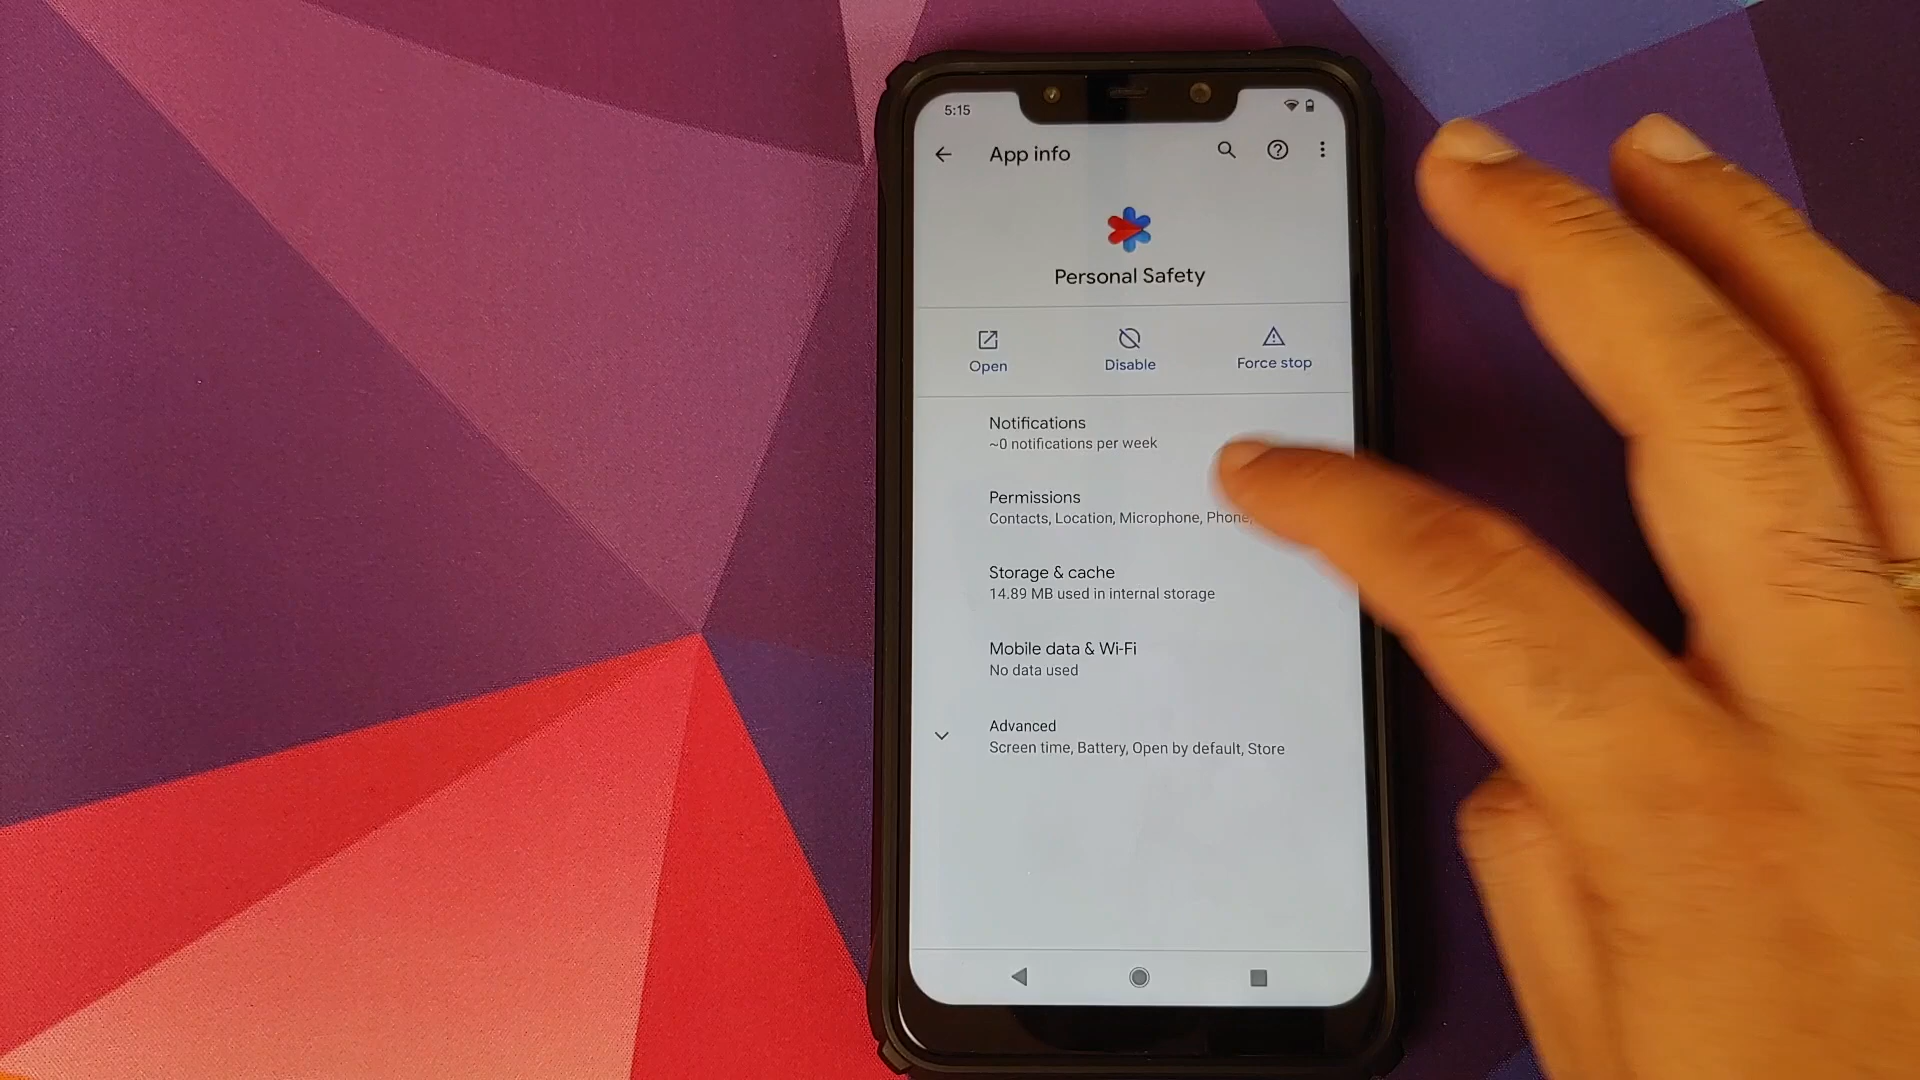 5:15
App info
Personal Safety
Open
Disable
Force stop
Notifications
~0 notifications per week
Permissions
Contacts, Location, Microphone, Phone,
Storage & cache
14.89 MB used in internal storage
Mobile data & Wi-Fi
No data used
Advanced
Screen time, Battery, Open by default, Store